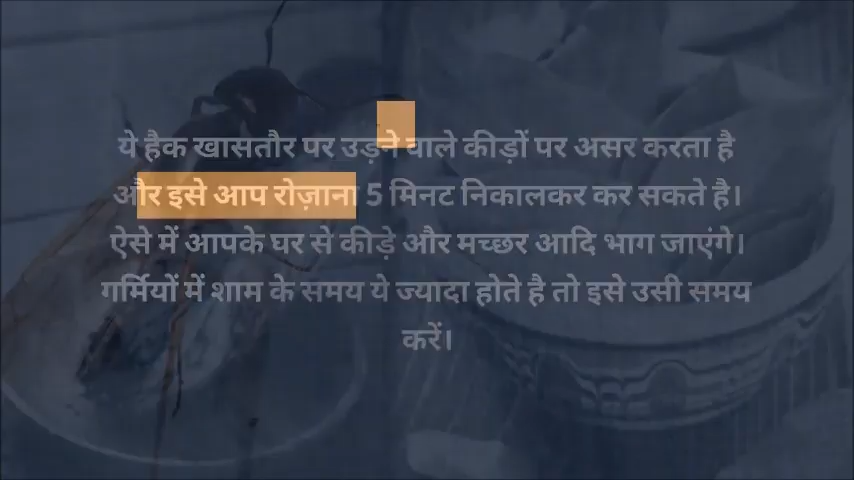 ये हैक खासतौर पर उड़ने वाले कीड़ों पर असर करता है
और इसे आप रोज़ाना 5 मिनट निकालकर कर सकते है।
ऐसे में आपके घर से कीड़े और मच्छर आदि भाग जाएंगे।
गर्मियों में शाम के समय ये ज्यादा होते है तो इसे उसी समय
करें।